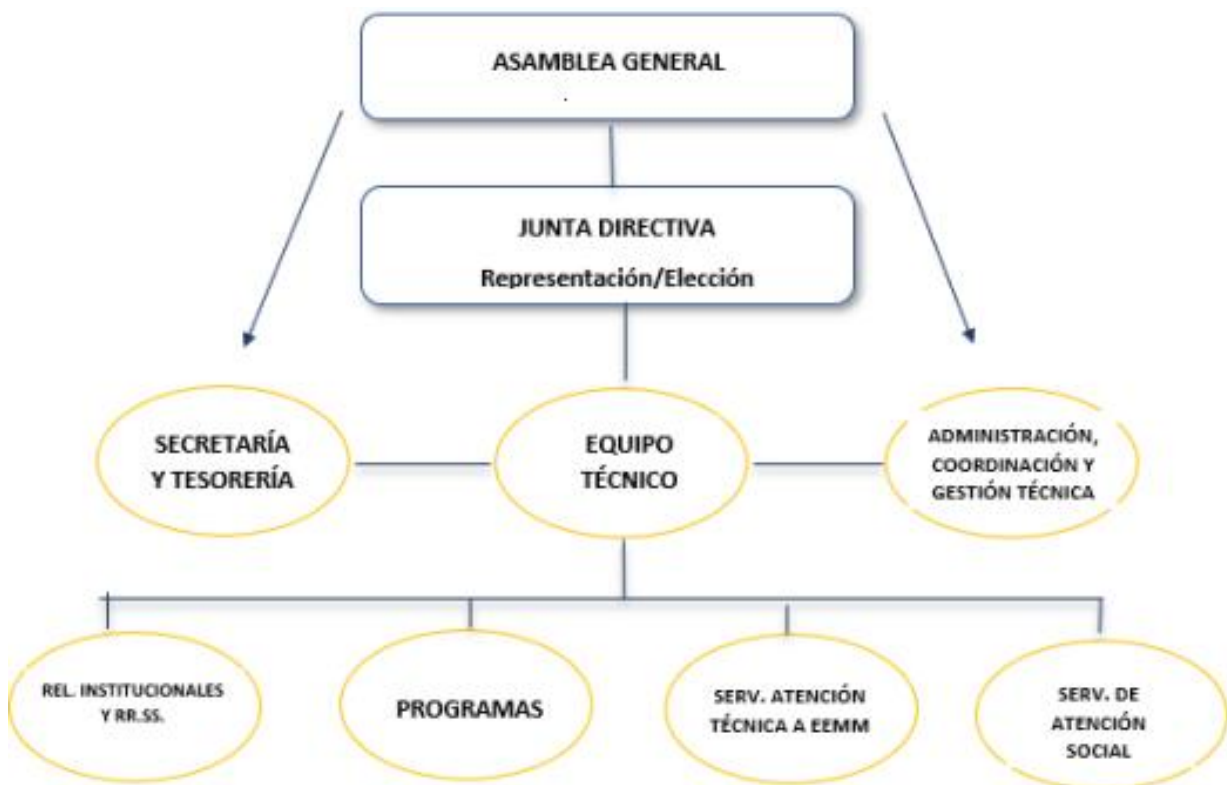 ASAMBLEA GENERAL
.
JUNTA DIRECTIVA
Representación/Elección
SECRETARÍA
Y TESORERÍA
EQUIPO
TÉCNICO
ADMINISTRACIÓN,
COORDINACIÓN Y
GESTIÓN TÉCNICA
REL. INSTITUCIONALES
Y RR.SS.
PROGRAMAS
SERV. ATENCIÓN
TÉCNICA A EEMM
SERV. DE
ATENCIÓN
SOCIAL